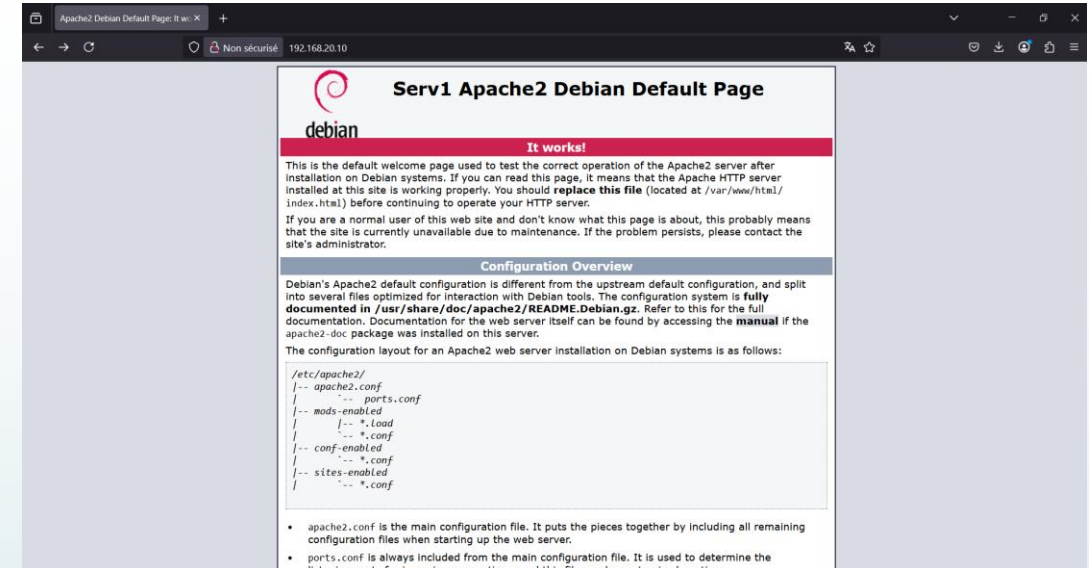 Apache2 Debian Default Page: It wo
Non sécurisé 192.168.20.10
debian
Serv1 Apache2 Debian Default Page
It works!
This is the default welcome page used to test the correct operation of the Apache2 server after
installation on Debian systems. If you can read this page, it means that the Apache HTTP server
installed at this site is working properly. You should replace this file (located at /var/www/html/
index.html) before continuing to operate your HTTP server.
If you are a normal user of this web site and don't know what this page is about, this probably means
that the site is currently unavailable due to maintenance. If the problem persists, please contact the
site's administrator.
Configuration Overview
Debian's Apache2 default configuration is different from the upstream default configuration, and split
into several files optimized for interaction with Debian tools. The configuration system is fully
documented in /usr/share/doc/apache2/README.Debian.gz. Refer to this for the full
documentation. Documentation for the web server itself can be found by accessing the manual if the
apache2-doc package was installed on this server.
The configuration layout for an Apache2 web server installation on Debian systems is as follows:
/etc/apache2/
|-- apache2.conf
|       `--  ports.conf
|-- mods-enabled
|       |-- *.load
|       `-- *.conf
|-- conf-enabled
|       `-- *.conf
|-- sites-enabled
|       `-- *.conf
• apache2.conf is the main configuration file. It puts the pieces together by including all remaining
configuration files when starting up the web server.
• ports.conf is always included from the main configuration file. It is used to determine the